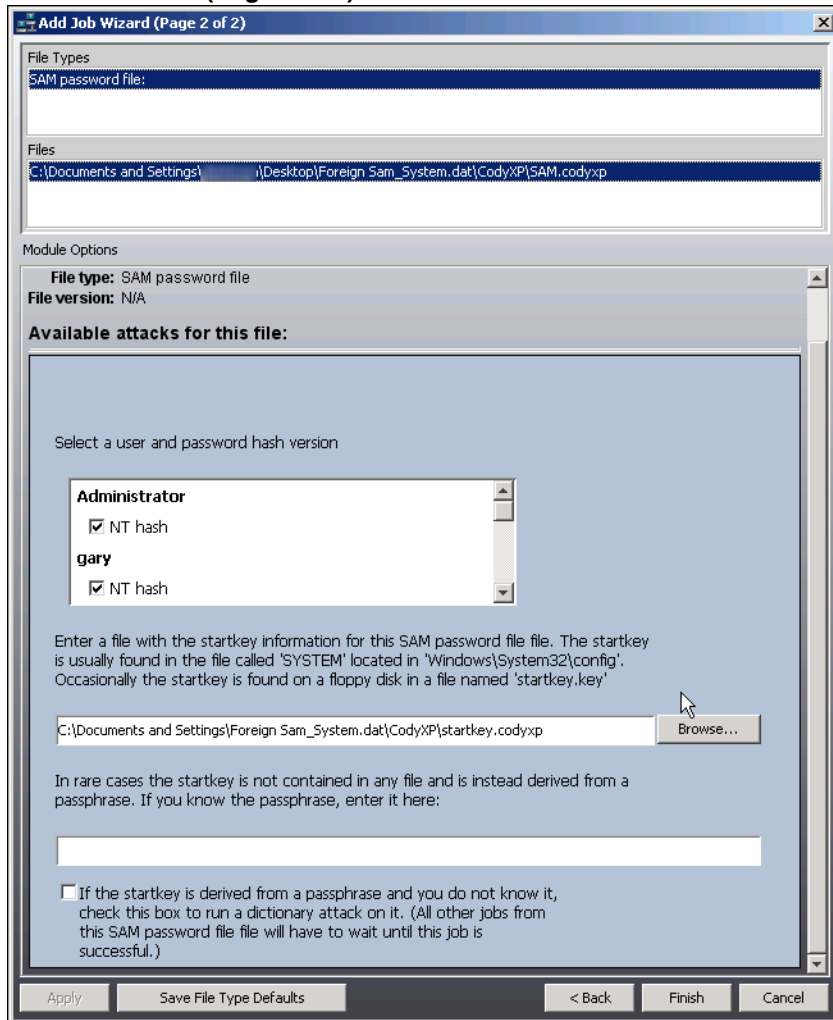 Add Job Wizard (Page 2 of 2)
File Types
SAM password file:
Files
C:\Documents and Settings\ \Desktop\Foreign Sam_System.dat\CodyXP\SAM.codyxp
Module Options
File type: SAM password file
File version: N/A
Available attacks for this file:
Select a user and password hash version
Administrator
NT hash
gary
NT hash
Enter a file with the startkey information for this SAM password file file. The startkey
is usually found in the file called 'SYSTEM' located in 'Windows\System32\config'.
Occasionally the startkey is found on a floppy disk in a file named 'startkey.key'
C:\Documents and Settings\Foreign Sam_System.dat\CodyXP\startkey.codyxp
Browse...
In rare cases the startkey is not contained in any file and is instead derived from a
passphrase. If you know the passphrase, enter it here:
If the startkey is derived from a passphrase and you do not know it,
check this box to run a dictionary attack on it. (All other jobs from
this SAM password file file will have to wait until this job is
successful.)
Apply Save File Type Defaults < Back Finish Cancel